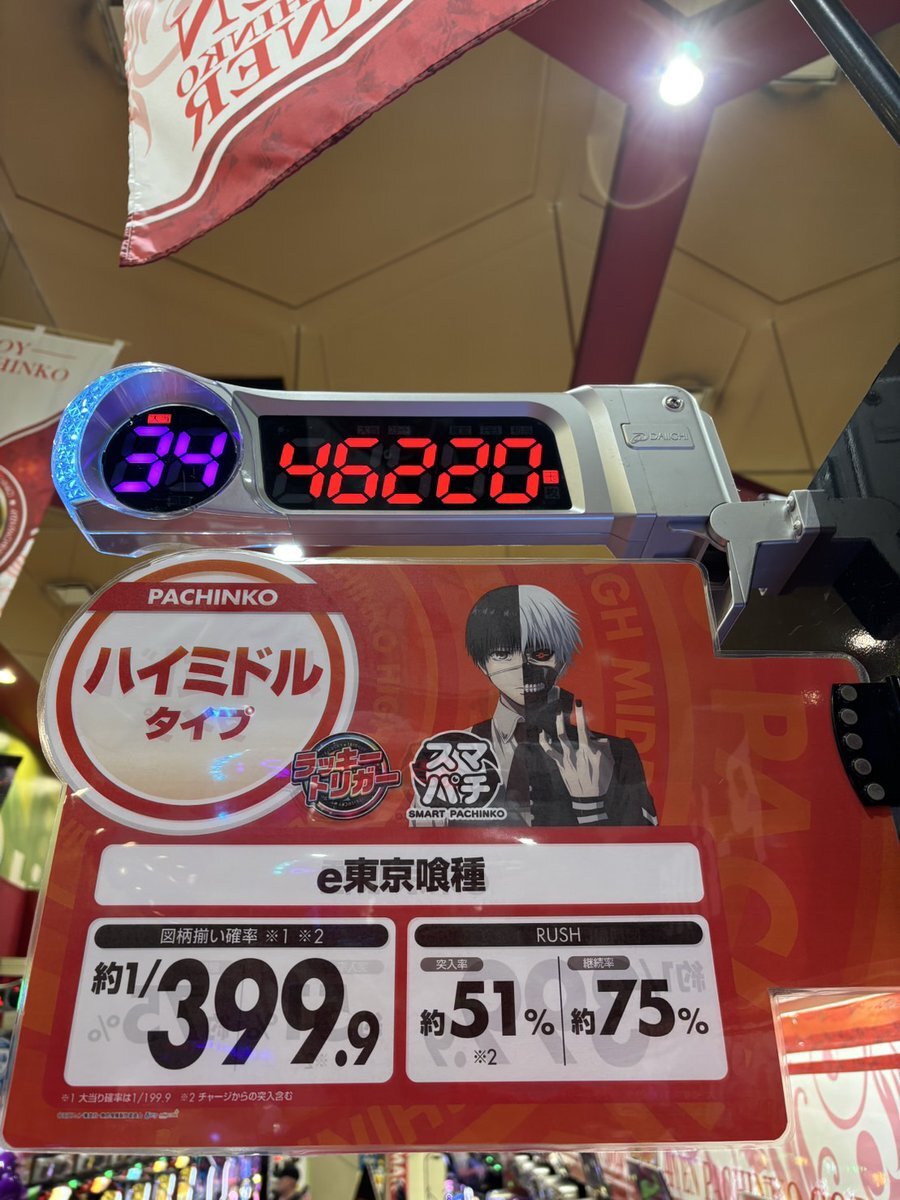 NER
PACHINKO
34
46220
玉
DAIICHI
PACHINKO
ハイミドル
タイプ
ラッキー
トリガー
スマ
パチ
SMART PACHINKO
e東京喰種
図柄揃い確率 ※1 ※2
約1/399.9
RUSH
突入率
約51%
※2
継続率
約75%
※1 大当り確率は1/199.9 ※2 チャージからの突入含む